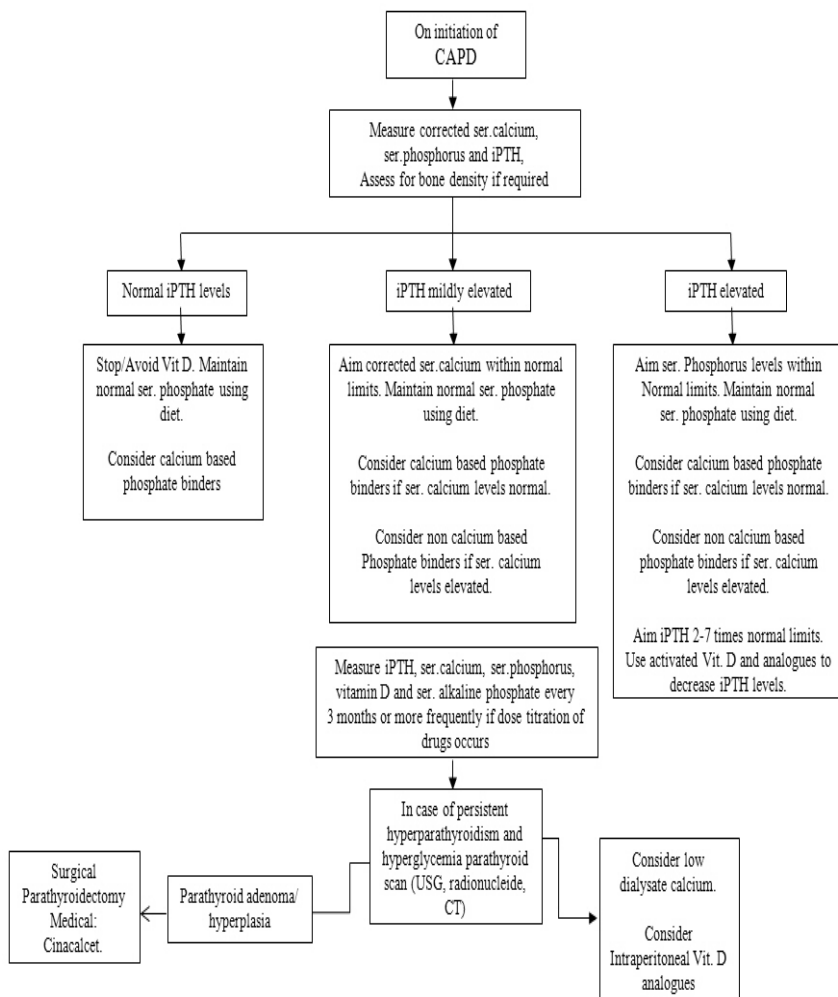 On initiation of
CAPD
Measure corrected ser.calcium,
ser.phosphorus and iPTH,
Assess for bone density if required
Normal iPTH levels
iPTH mildly elevated
iPTH elevated
Stop/Avoid Vit D. Maintain
normal ser. phosphate using
diet.
Consider calcium based
phosphate binders
Aim corrected ser.calcium within normal
limits. Maintain normal ser. phosphate
using diet.
Consider calcium based phosphate
binders if ser. calcium levels normal.
Consider non calcium based
Phosphate binders if ser. calcium
levels elevated.
Aim ser. Phosphorus levels within
Normal limits. Maintain normal
ser. phosphate using diet.
Consider calcium based phosphate
binders if ser. calcium levels normal.
Consider non calcium based
phosphate binders if ser. calcium
levels elevated.
Aim iPTH 2-7 times normal limits.
Use activated Vit. D and analogues to
decrease iPTH levels.
Measure iPTH, ser.calcium, ser.phosphorus,
vitamin D and ser. alkaline phosphate every
3 months or more frequently if dose titration of
drugs occurs
In case of persistent
hyperparathyroidism and
hyperglycemia parathyroid
scan (USG, radionucleide,
CT)
Surgical
Parathyroidectomy
Medical:
Cinacalcet.
Parathyroid adenoma/
hyperplasia
Consider low
dialysate calcium.
Consider
Intraperitoneal Vit. D
analogues